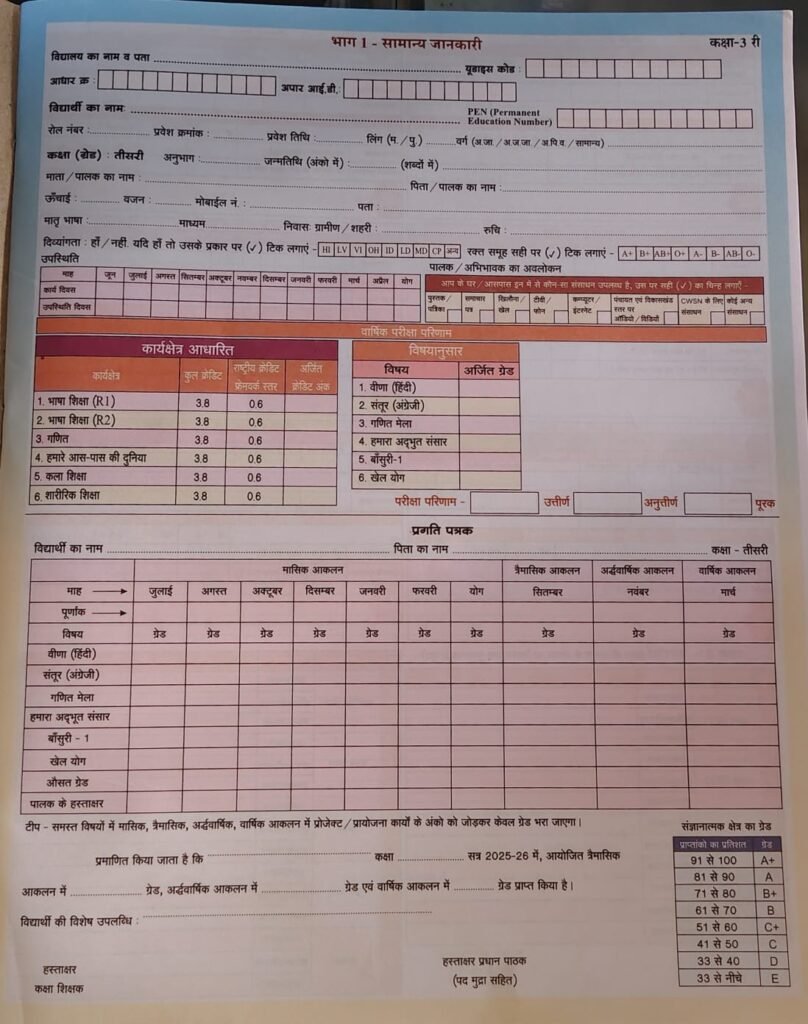 भाग 1 - सामान्य जानकारी
कक्षा-3 री
विद्यालय का नाम व पता
यूडाइस कोड :
आधार क्र :
अपार आई.डी.:
विद्यार्थी का नामः
PEN (Permanent Education Number)
रोल नंबर : प्रवेश क्रमांक : प्रवेश तिथि : लिंग (म. / पु.) वर्ग (अ.जा. / अ.ज.जा. / अ.पि.व. / सामान्य)
कक्षा (ग्रेड) : तीसरी अनुभाग : जन्मतिथि (अंको में) : (शब्दों में)
माता / पालक का नाम : पिता / पालक का नाम :
ऊँचाई : वजन : मोबाईल नं. : पता :
मातृ भाषा : माध्यम निवासः ग्रामीण / शहरी : रुचि :
दिव्यांगता : हाँ / नहीं. यदि हाँ तो उसके प्रकार पर (✓) टिक लगाएं - HI LV VI OH ID LD MD CP अन्य रक्त समूह सही पर (✓) टिक लगाएं - A+ B+ AB+ O+ A- B- AB- O-
उपस्थिति
माह जून जुलाई अगस्त सितम्बर अक्टूबर नवम्बर दिसम्बर जनवरी फरवरी मार्च अप्रैल योग
कार्य दिवस
उपस्थिति दिवस
पालक / अभिभावक का अवलोकन
आप के घर / आसपास इन में से कौन-सा संसाधन उपलब्ध है, उस पर सही (✓) का चिन्ह लगाएँ -
पुस्तक / पत्रिका
समाचार पत्र
खिलौना / खेल
टीवी / फोन
कम्प्यूटर / इंटरनेट
पंचायत एवं विकासखंड स्तर पर ऑडियो / विडियो
CWSN के लिए संसाधन
कोई अन्य संसाधन
वार्षिक परीक्षा परिणाम
कार्यक्षेत्र आधारित
कार्यक्षेत्र कुल क्रेडिट राष्ट्रीय क्रेडिट फ्रेमवर्क स्तर अर्जित क्रेडिट अंक
1. भाषा शिक्षा (R1) 3.8 0.6
2. भाषा शिक्षा (R2) 3.8 0.6
3. गणित 3.8 0.6
4. हमारे आस-पास की दुनिया 3.8 0.6
5. कला शिक्षा 3.8 0.6
6. शारीरिक शिक्षा 3.8 0.6
विषयानुसार
विषय अर्जित ग्रेड
1. वीणा (हिंदी)
2. संतूर (अंग्रेजी)
3. गणित मेला
4. हमारा अद्भुत संसार
5. बाँसुरी-1
6. खेल योग
परीक्षा परिणाम - उत्तीर्ण अनुत्तीर्ण पूरक
प्रगति पत्रक
विद्यार्थी का नाम पिता का नाम कक्षा - तीसरी
मासिक आकलन त्रैमासिक आकलन अर्द्धवार्षिक आकलन वार्षिक आकलन
माह → जुलाई अगस्त अक्टूबर दिसम्बर जनवरी फरवरी योग सितम्बर नवंबर मार्च
पूर्णांक →
विषय ग्रेड ग्रेड ग्रेड ग्रेड ग्रेड ग्रेड ग्रेड ग्रेड ग्रेड ग्रेड
वीणा (हिंदी)
संतूर (अंग्रेजी)
गणित मेला
हमारा अद्भूत संसार
बाँसुरी - 1
खेल योग
औसत ग्रेड
पालक के हस्ताक्षर
टीप - समस्त विषयों में मासिक, त्रैमासिक, अर्द्धवार्षिक, वार्षिक आकलन में प्रोजेक्ट / प्रायोजना कार्यों के अंको को जोड़कर केवल ग्रेड भरा जाएगा।
प्रमाणित किया जाता है कि कक्षा सत्र 2025-26 में, आयोजित त्रैमासिक
आकलन में ग्रेड, अर्द्धवार्षिक आकलन में ग्रेड एवं वार्षिक आकलन में ग्रेड प्राप्त किया है।
विद्यार्थी की विशेष उपलब्धि :
संज्ञानात्मक क्षेत्र का ग्रेड
प्राप्तांको का प्रतिशत ग्रेड
91 से 100 A+
81 से 90 A
71 से 80 B+
61 से 70 B
51 से 60 C+
41 से 50 C
33 से 40 D
33 से नीचे E
हस्ताक्षर
कक्षा शिक्षक
हस्ताक्षर प्रधान पाठक
(पद मुद्रा सहित)